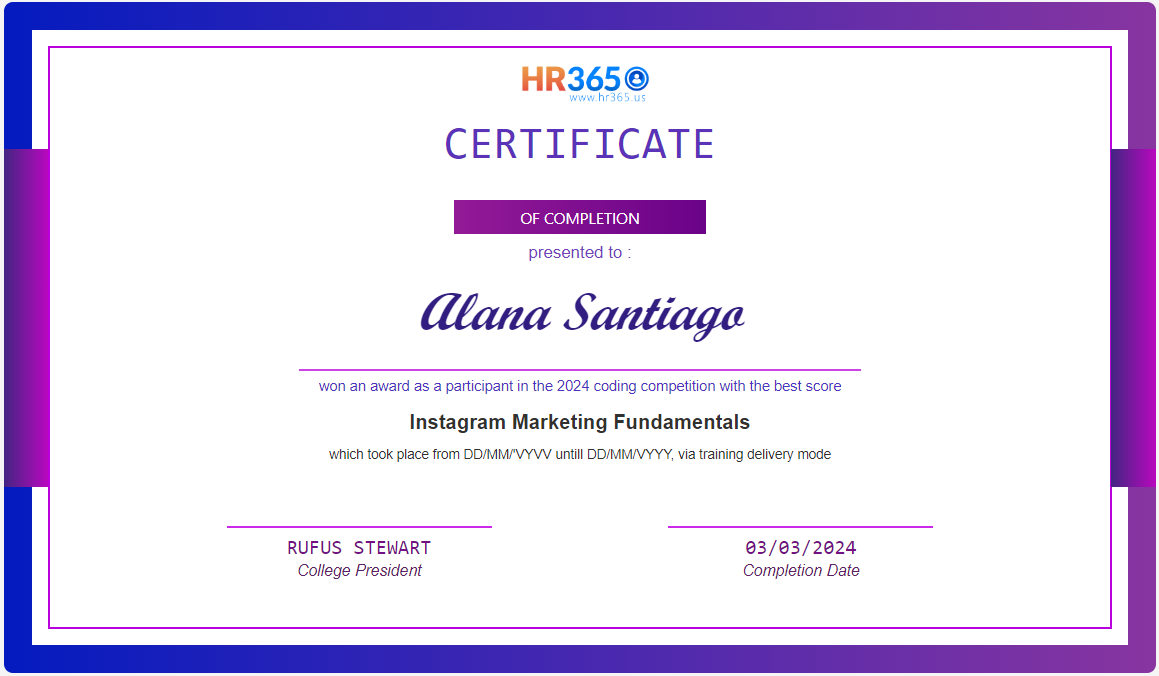 HR365
www.hr365.us
CERTIFICATE
OF COMPLETION
presented to :
Alana Santiago
won an award as a participant in the 2024 coding competition with the best score
Instagram Marketing Fundamentals
which took place from DD/MM/'VYVV untill DD/MM/VYYY, via training delivery mode
RUFUS STEWART
College President
03/03/2024
Completion Date